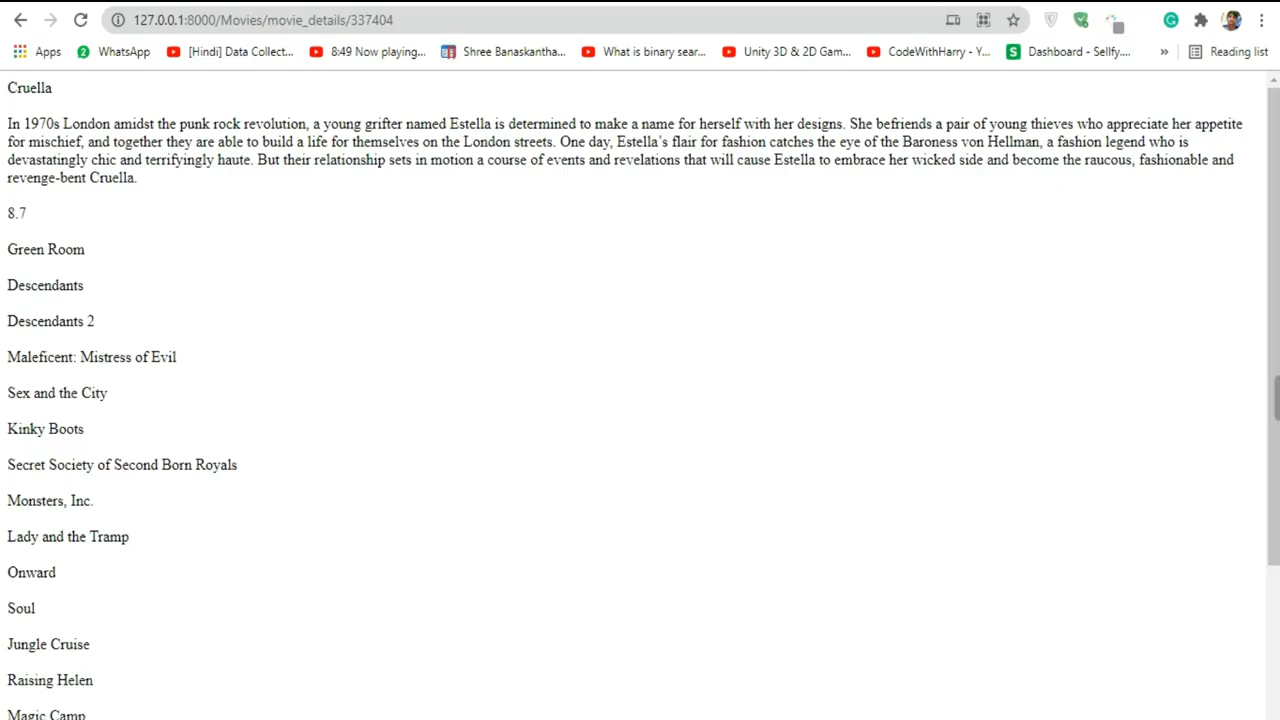 127.0.0.1:8000/Movies/movie_details/337404
Apps WhatsApp [Hindi] Data Collect... 8:49 Now playing... Shree Banaskantha... What is binary sear... Unity 3D & 2D Gam... CodeWithHarry - Y... Dashboard - Sellfy.... » Reading list
Cruella
In 1970s London amidst the punk rock revolution, a young grifter named Estella is determined to make a name for herself with her designs. She befriends a pair of young thieves who appreciate her appetite
for mischief, and together they are able to build a life for themselves on the London streets. One day, Estella's flair for fashion catches the eye of the Baroness von Hellman, a fashion legend who is
devastatingly chic and terrifyingly haute. But their relationship sets in motion a course of events and revelations that will cause Estella to embrace her wicked side and become the raucous, fashionable and
revenge-bent Cruella.
8.7
Green Room
Descendants
Descendants 2
Maleficent: Mistress of Evil
Sex and the City
Kinky Boots
Secret Society of Second Born Royals
Monsters, Inc.
Lady and the Tramp
Onward
Soul
Jungle Cruise
Raising Helen
Magic Camp